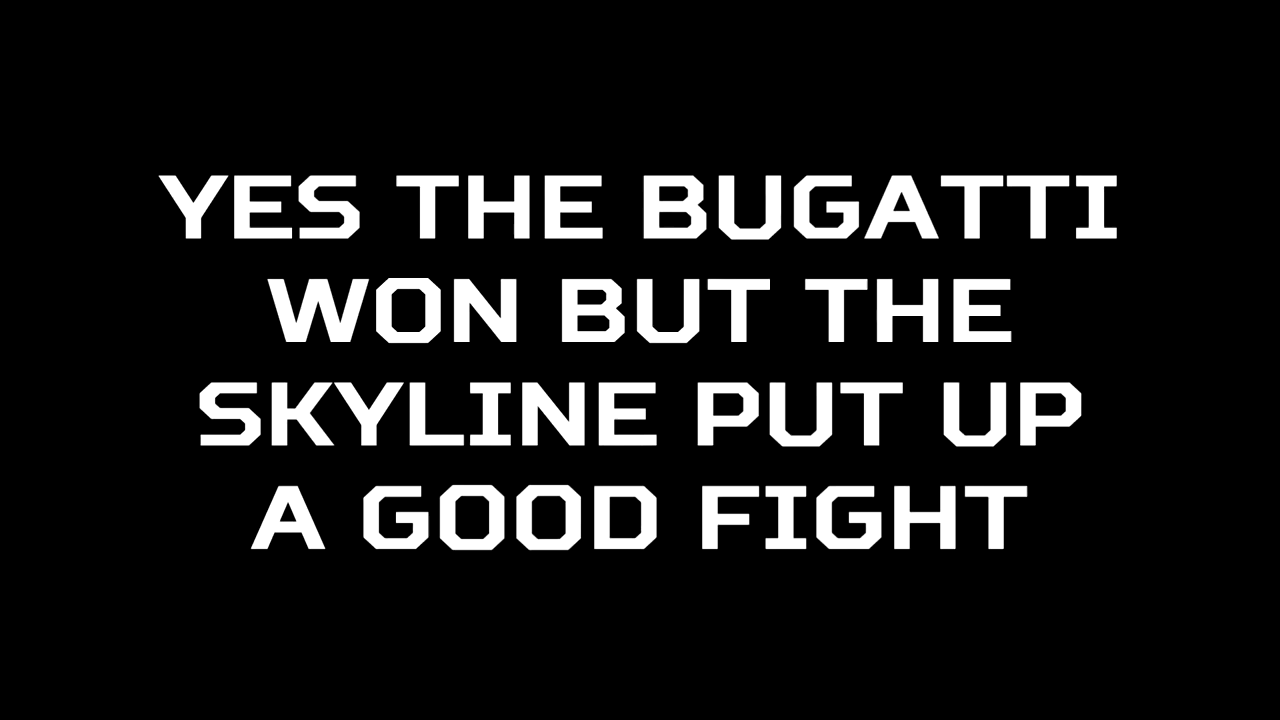 YES THE BUGATTI
WON BUT THE
SKYLINE PUT UP
A GOOD FIGHT